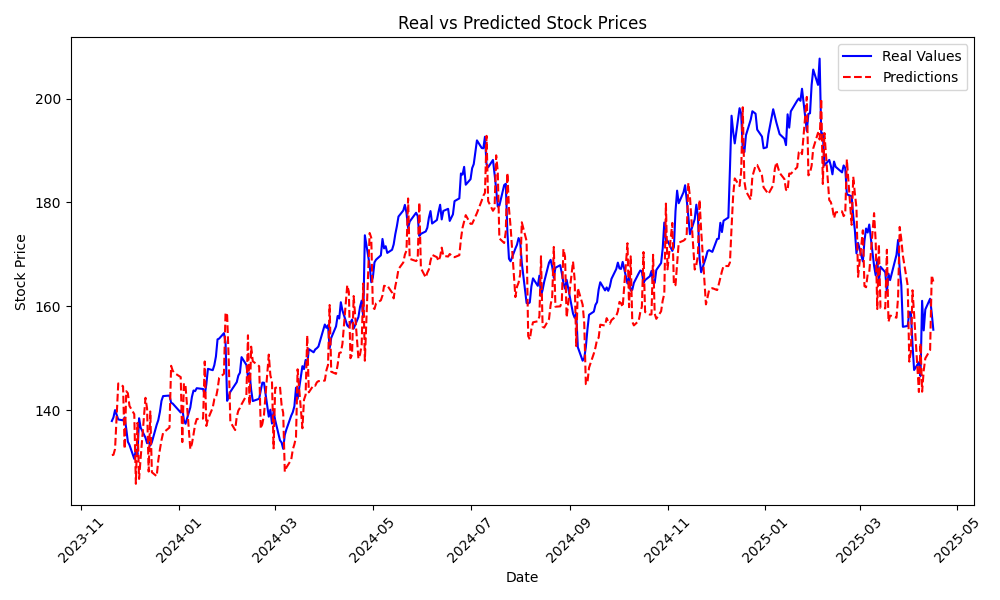 Real vs Predicted Stock Prices
Real Values
Predictions
Stock Price
200
180
160
140
2023-11
2024-01
2024-03
2024-05
2024-07
2024-09
2024-11
2025-01
2025-03
2025-05
Date